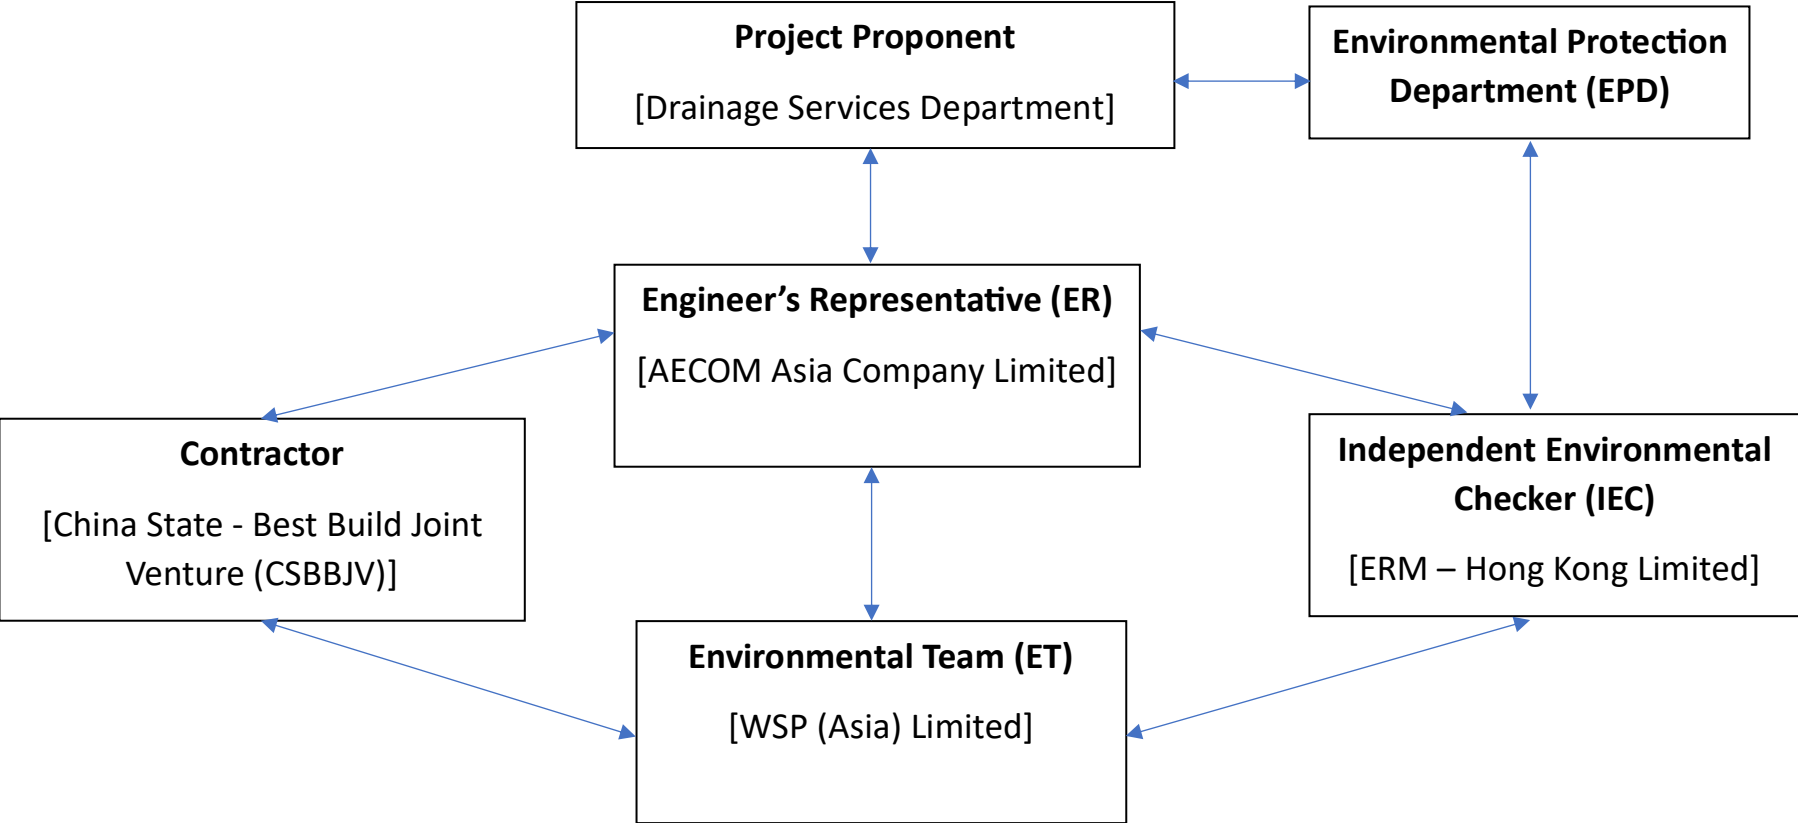 Project Proponent
[Drainage Services Department]
Environmental Protection
Department (EPD)
Engineer’s Representative (ER)
[AECOM Asia Company Limited]
Contractor
[China State - Best Build Joint
Venture (CSBBJV)]
Independent Environmental
Checker (IEC)
[ERM – Hong Kong Limited]
Environmental Team (ET)
[WSP (Asia) Limited]